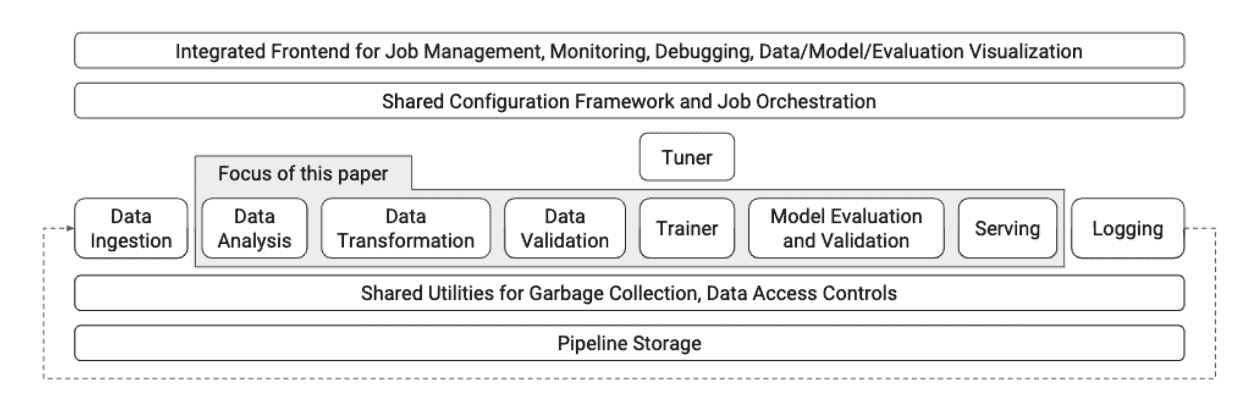 Integrated Frontend for Job Management, Monitoring, Debugging, Data/Model/Evaluation Visualization
Shared Configuration Framework and Job Orchestration
Tuner
Focus of this paper
Data
Ingestion
Data
Analysis
Data
Transformation
Data
Validation
Trainer
Model Evaluation
and Validation
Serving
Logging
Shared Utilities for Garbage Collection, Data Access Controls
Pipeline Storage